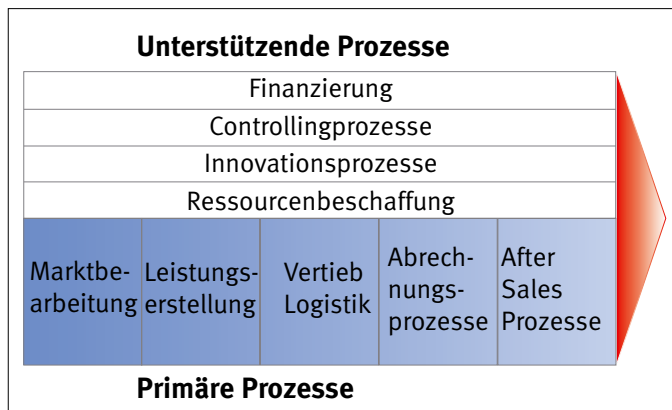 Unterstützende Prozesse
Finanzierung
Controllingprozesse
Innovationsprozesse
Ressourcenbeschaffung
Marktbe-
arbeitung
Leistungs-
erstellung
Vertieb
Logistik
Abrech-
nungs-
prozesse
After
Sales
Prozesse
Primäre Prozesse